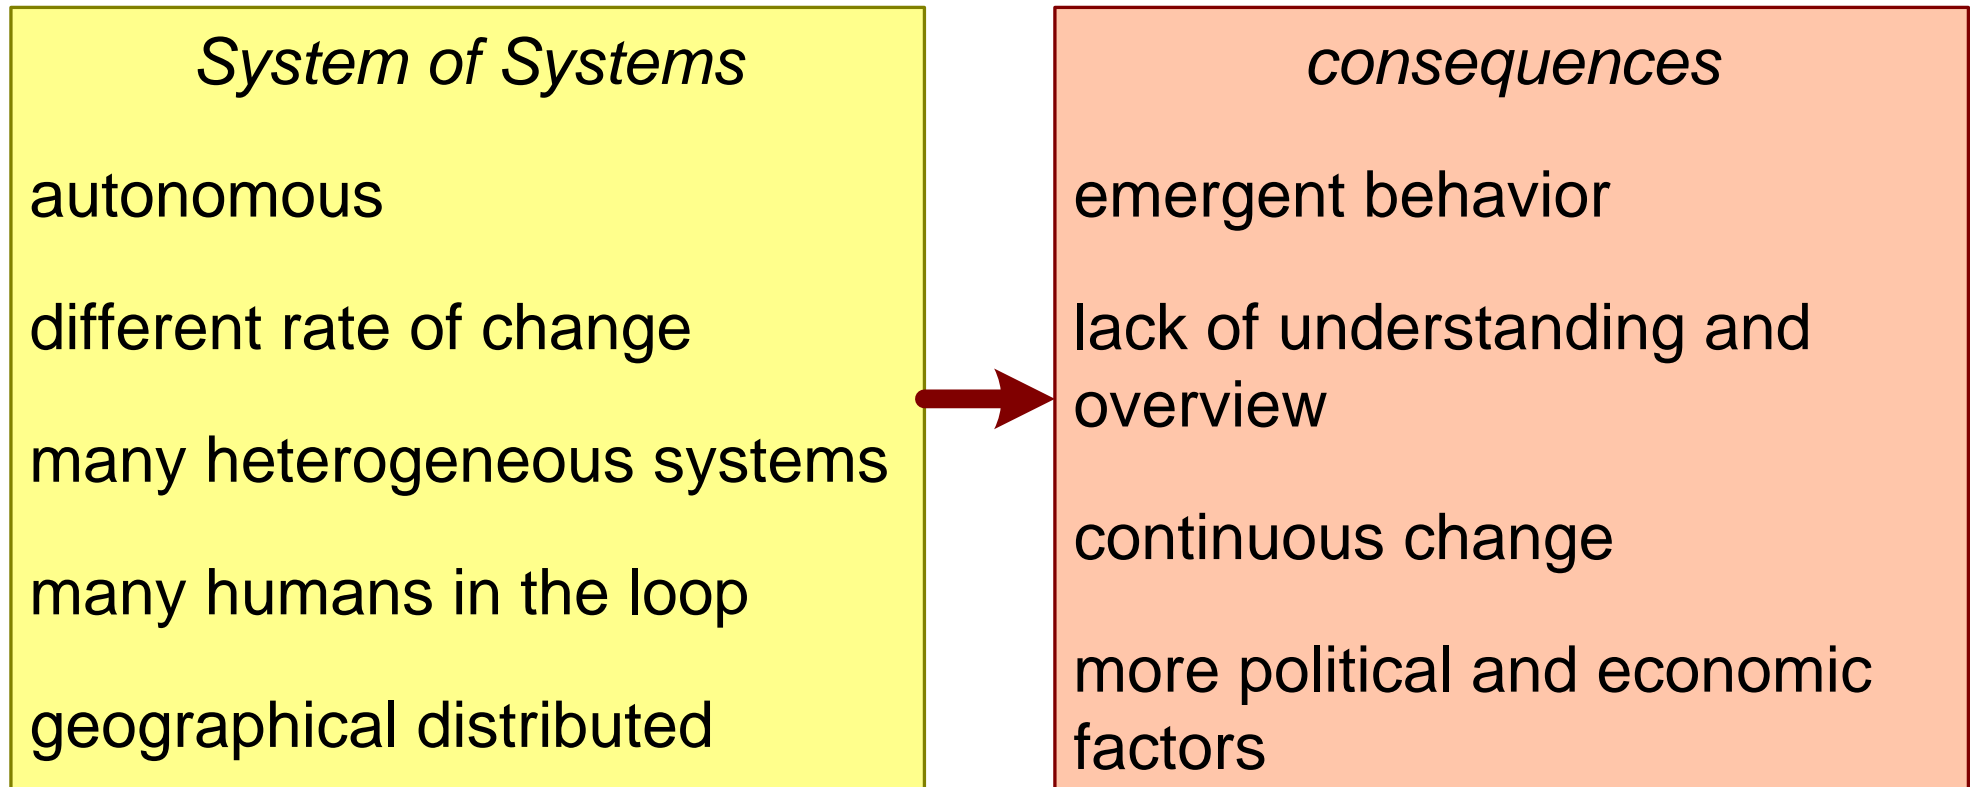 System of Systems
autonomous
different rate of change
many heterogeneous systems
many humans in the loop
geographical distributed
consequences
emergent behavior
lack of understanding and
overview
continuous change
more political and economic
factors